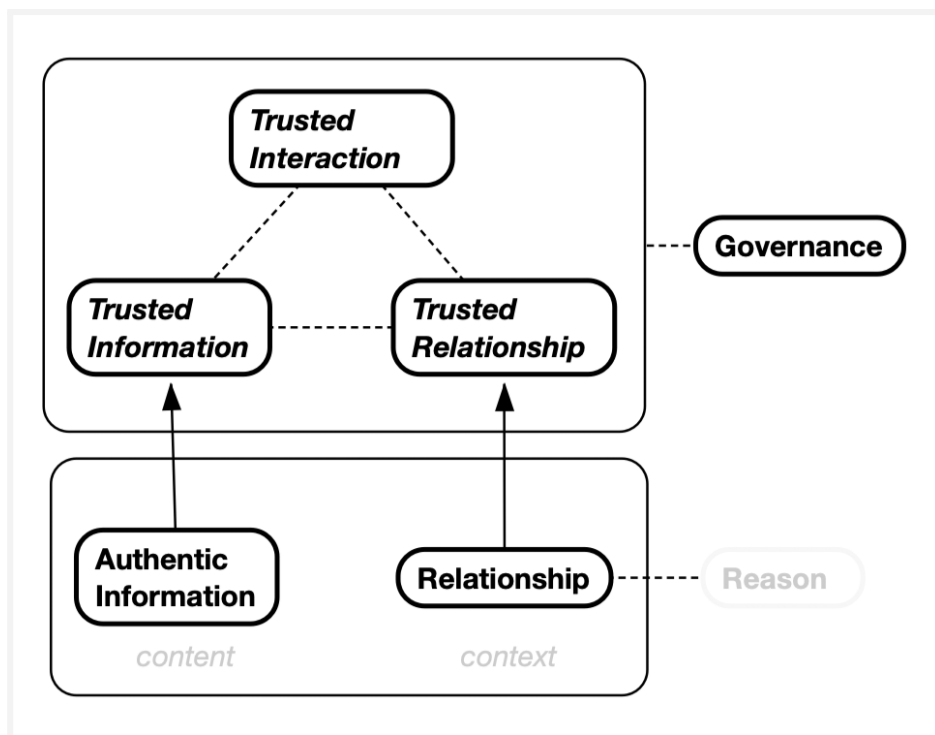 Trusted
Interaction
Governance
Trusted
Information
Trusted
Relationship
Authentic
Information
Relationship
Reason
content
context